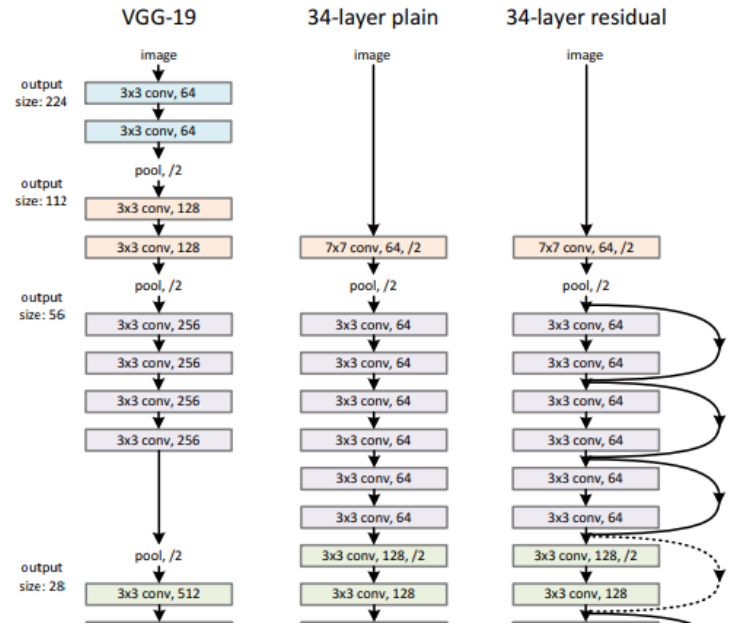 VGG-19
34-layer plain
34-layer residual
image
image
image
output
size: 224
3x3 conv, 64
3x3 conv, 64
pool, /2
output
size: 112
3x3 conv, 128
3x3 conv, 128
7x7 conv, 64, /2
7x7 conv, 64, /2
pool, /2
pool, /2
pool, /2
output
size: 56
3x3 conv, 256
3x3 conv, 64
3x3 conv, 64
3x3 conv, 256
3x3 conv, 64
3x3 conv, 64
3x3 conv, 256
3x3 conv, 64
3x3 conv, 64
3x3 conv, 256
3x3 conv, 64
3x3 conv, 64
3x3 conv, 64
3x3 conv, 64
3x3 conv, 64
3x3 conv, 64
pool, /2
3x3 conv, 128, /2
3x3 conv, 128, /2
output
size: 28
3x3 conv, 512
3x3 conv, 128
3x3 conv, 128